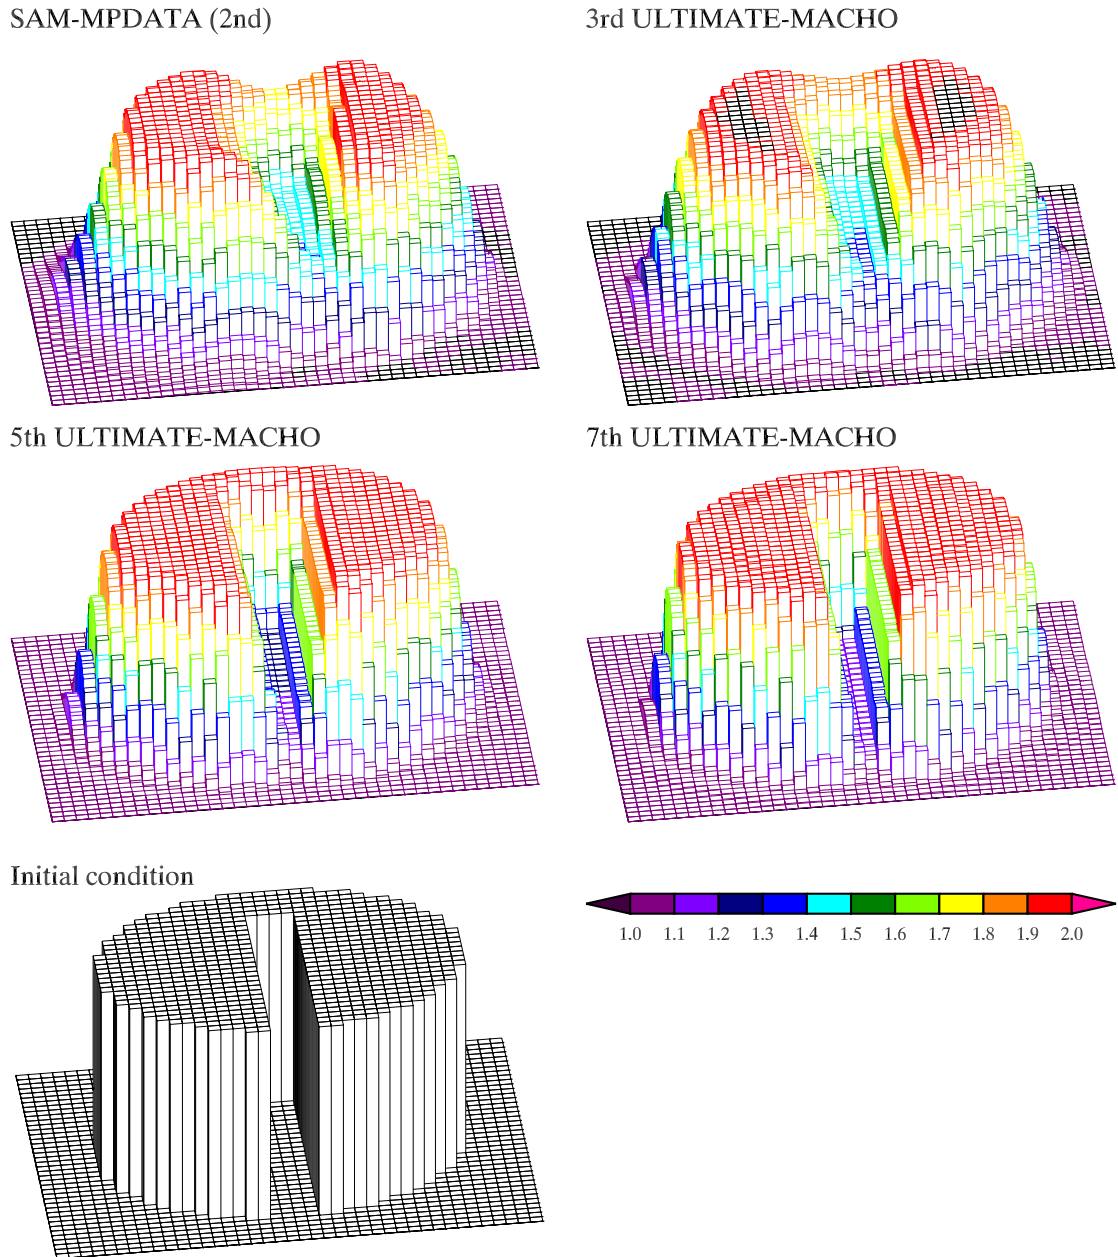 SAM-MPDATA (2nd)
3rd ULTIMATE-MACHO
5th ULTIMATE-MACHO
7th ULTIMATE-MACHO
Initial condition
1.0 1.1 1.2 1.3 1.4 1.5 1.6 1.7 1.8 1.9 2.0